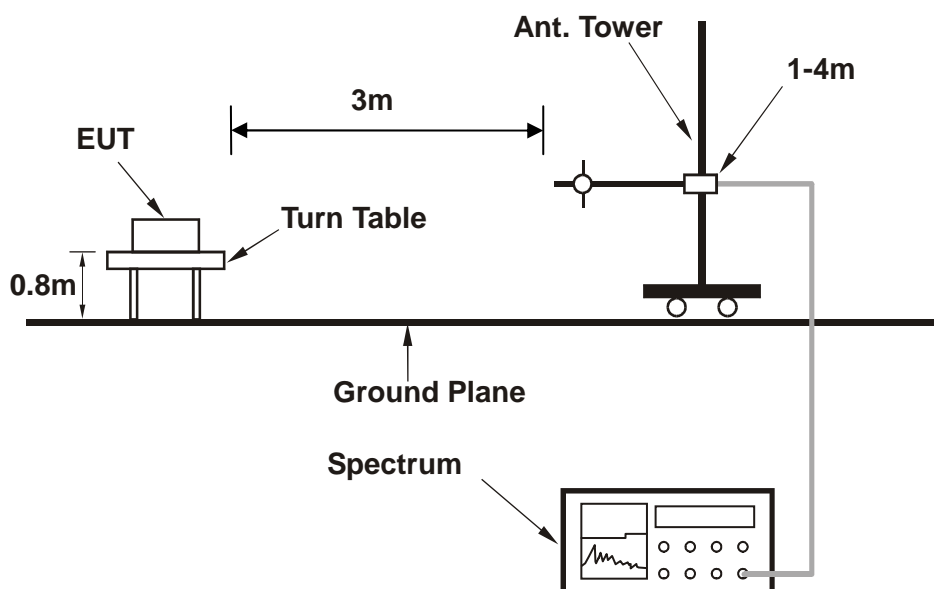 Ant. Tower
1-4m
3m
EUT
Turn Table
0.8m
Ground Plane
Spectrum